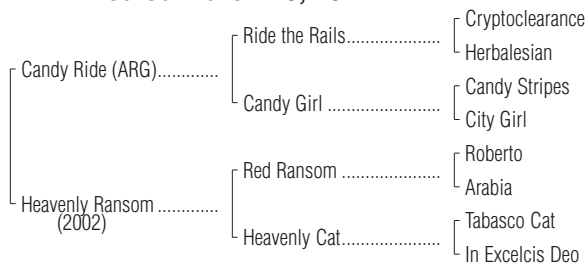 Ride the Rails
Cryptoclearance
Herbalesian
Candy Ride (ARG)
Candy Girl
Candy Stripes
City Girl
Red Ransom
Roberto
Arabia
Heavenly Ransom
(2002)
Heavenly Cat
Tabasco Cat
In Excelcis Deo